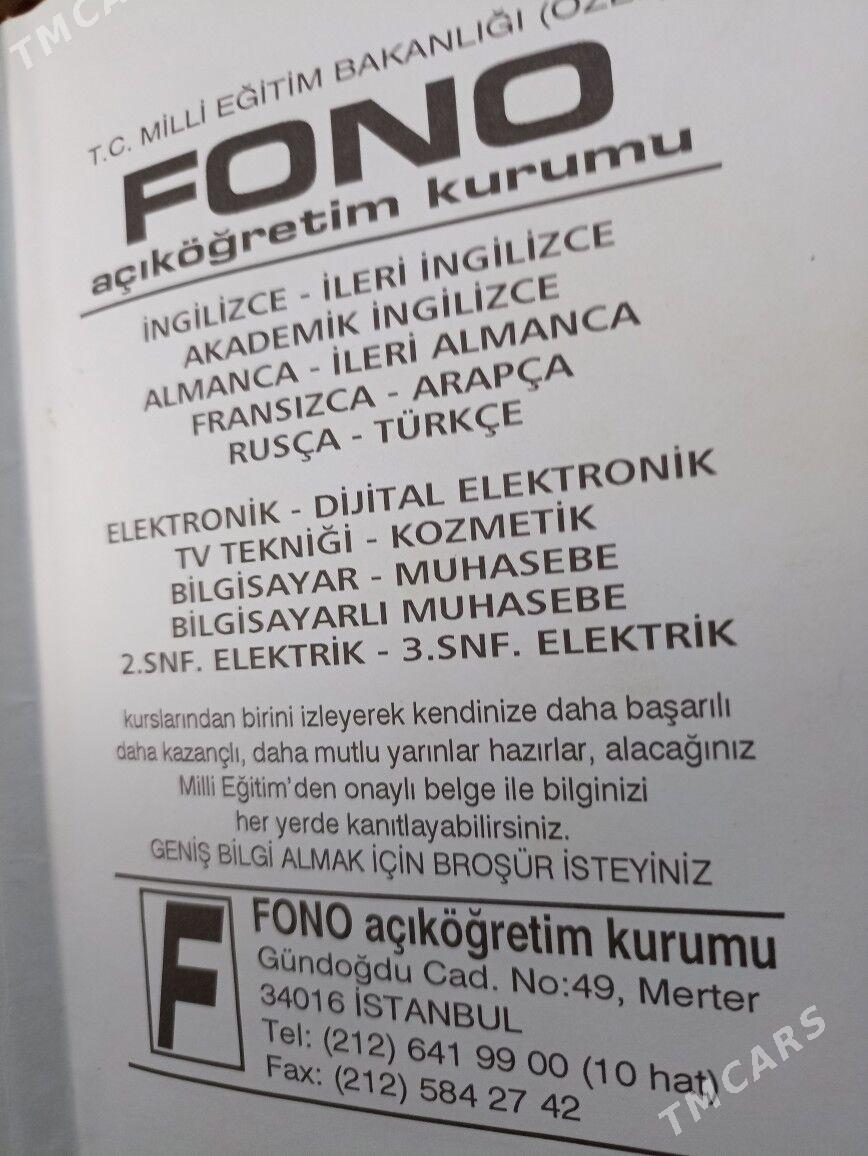 TMCARS
T.C. MİLLİ EĞİTİM BAKANLIĞI
FONO
açıköğretim kurumu
İNGİLİZCE - İLERİ İNGİLİZCE
AKADEMİK İNGİLİZCE
ALMANCA - İLERİ ALMANCA
FRANSIZCA - ARAPÇA
RUSÇA - TÜRKÇE
ELEKTRONİK - DİJİTAL ELEKTRONİK
TV TEKNİĞİ - KOZMETİK
BİLGİSAYAR - MUHASEBE
BİLGİSAYARLI MUHASEBE
2.SNF. ELEKTRİK - 3.SNF. ELEKTRİK
kurslarından birini izleyerek kendinize daha başarılı
daha kazançlı, daha mutlu yarınlar hazırlar, alacağınız
Milli Eğitim'den onaylı belge ile bilginizi
her yerde kanıtlayabilirsiniz.
GENİŞ BİLGİ ALMAK İÇİN BROŞÜR İSTEYİNİZ
F
FONO açıköğretim kurumu
Gündoğdu Cad. No:49, Merter
34016 İSTANBUL
Tel: (212) 641 99 00 (10 hat)
Fax: (212) 584 27 42
TMCARS